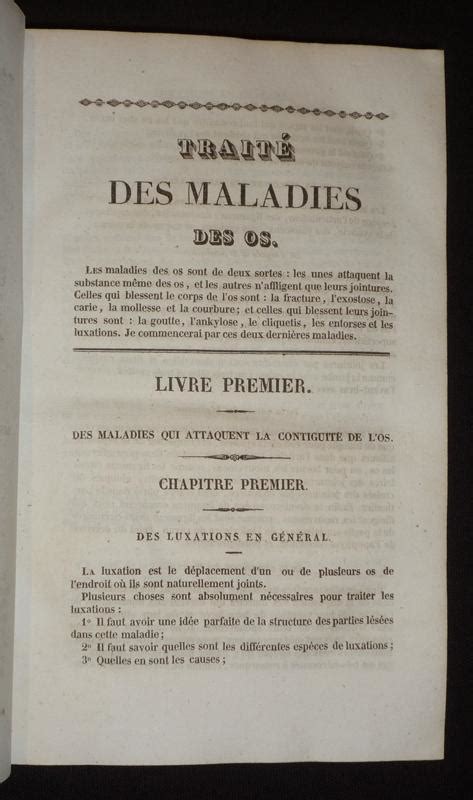 TRAITÉ
DES MALADIES
DES OS.
LES maladies des os sont de deux sortes : les unes attaquent la
substance même des os, et les autres n'affligent que leurs jointures.
Celles qui blessent le corps de l'os sont : la fracture, l'exostose, la
carie, la mollesse et la courbure; et celles qui blessent leurs join-
tures sont : la goutte, l'ankylose, le cliquetis, les entorses et les
luxations. Je commencerai par ces deux dernières maladies.
LIVRE PREMIER.
DES MALADIES QUI ATTAQUENT LA CONTIGUITÉ DE L'OS.
CHAPITRE PREMIER.
DES LUXATIONS EN GÉNÉRAL.
LA luxation est le déplacement d'un ou de plusieurs os de
l'endroit où ils sont naturellement joints.
Plusieurs choses sont absolument nécessaires pour traiter les
luxations :
1° Il faut avoir une idée parfaite de la structure des parties lésées
dans cette maladie;
2° Il faut savoir quelles sont les différentes espéces de luxations;
3° Quelles en sont les causes;